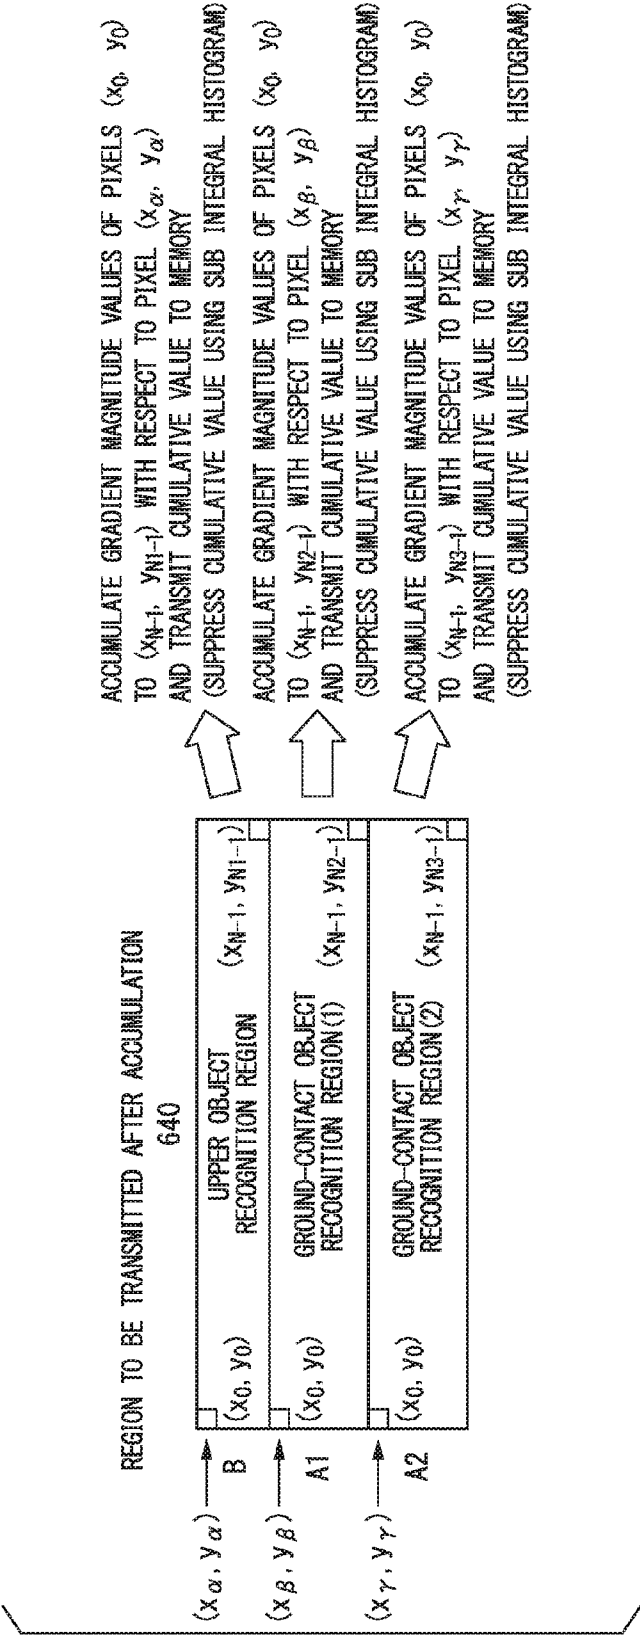 REGION TO BE TRANSMITTED AFTER ACCUMULATION
640
(xα, yα)
B
(x0, y0)
UPPER OBJECT
RECOGNITION REGION
(xN-1, yN1-1)
(xβ, yβ)
A1
(x0, y0)
GROUND-CONTACT OBJECT
RECOGNITION REGION(1)
(xN-1, yN2-1)
(xγ, yγ)
A2
(x0, y0)
GROUND-CONTACT OBJECT
RECOGNITION REGION(2)
(xN-1, yN3-1)
ACCUMULATE GRADIENT MAGNITUDE VALUES OF PIXELS (x0, y0)
TO (xN-1, yN1-1) WITH RESPECT TO PIXEL (xα, yα)
AND TRANSMIT CUMULATIVE VALUE TO MEMORY
(SUPPRESS CUMULATIVE VALUE USING SUB INTEGRAL HISTOGRAM)
ACCUMULATE GRADIENT MAGNITUDE VALUES OF PIXELS (x0, y0)
TO (xN-1, yN2-1) WITH RESPECT TO PIXEL (xβ, yβ)
AND TRANSMIT CUMULATIVE VALUE TO MEMORY
(SUPPRESS CUMULATIVE VALUE USING SUB INTEGRAL HISTOGRAM)
ACCUMULATE GRADIENT MAGNITUDE VALUES OF PIXELS (x0, y0)
TO (xN-1, yN3-1) WITH RESPECT TO PIXEL (xγ, yγ)
AND TRANSMIT CUMULATIVE VALUE TO MEMORY
(SUPPRESS CUMULATIVE VALUE USING SUB INTEGRAL HISTOGRAM)